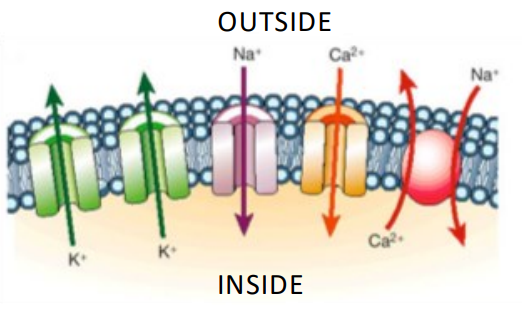 OUTSIDE
Na⁺
Ca²⁺
Na⁺
K⁺
K⁺
Ca²⁺
INSIDE